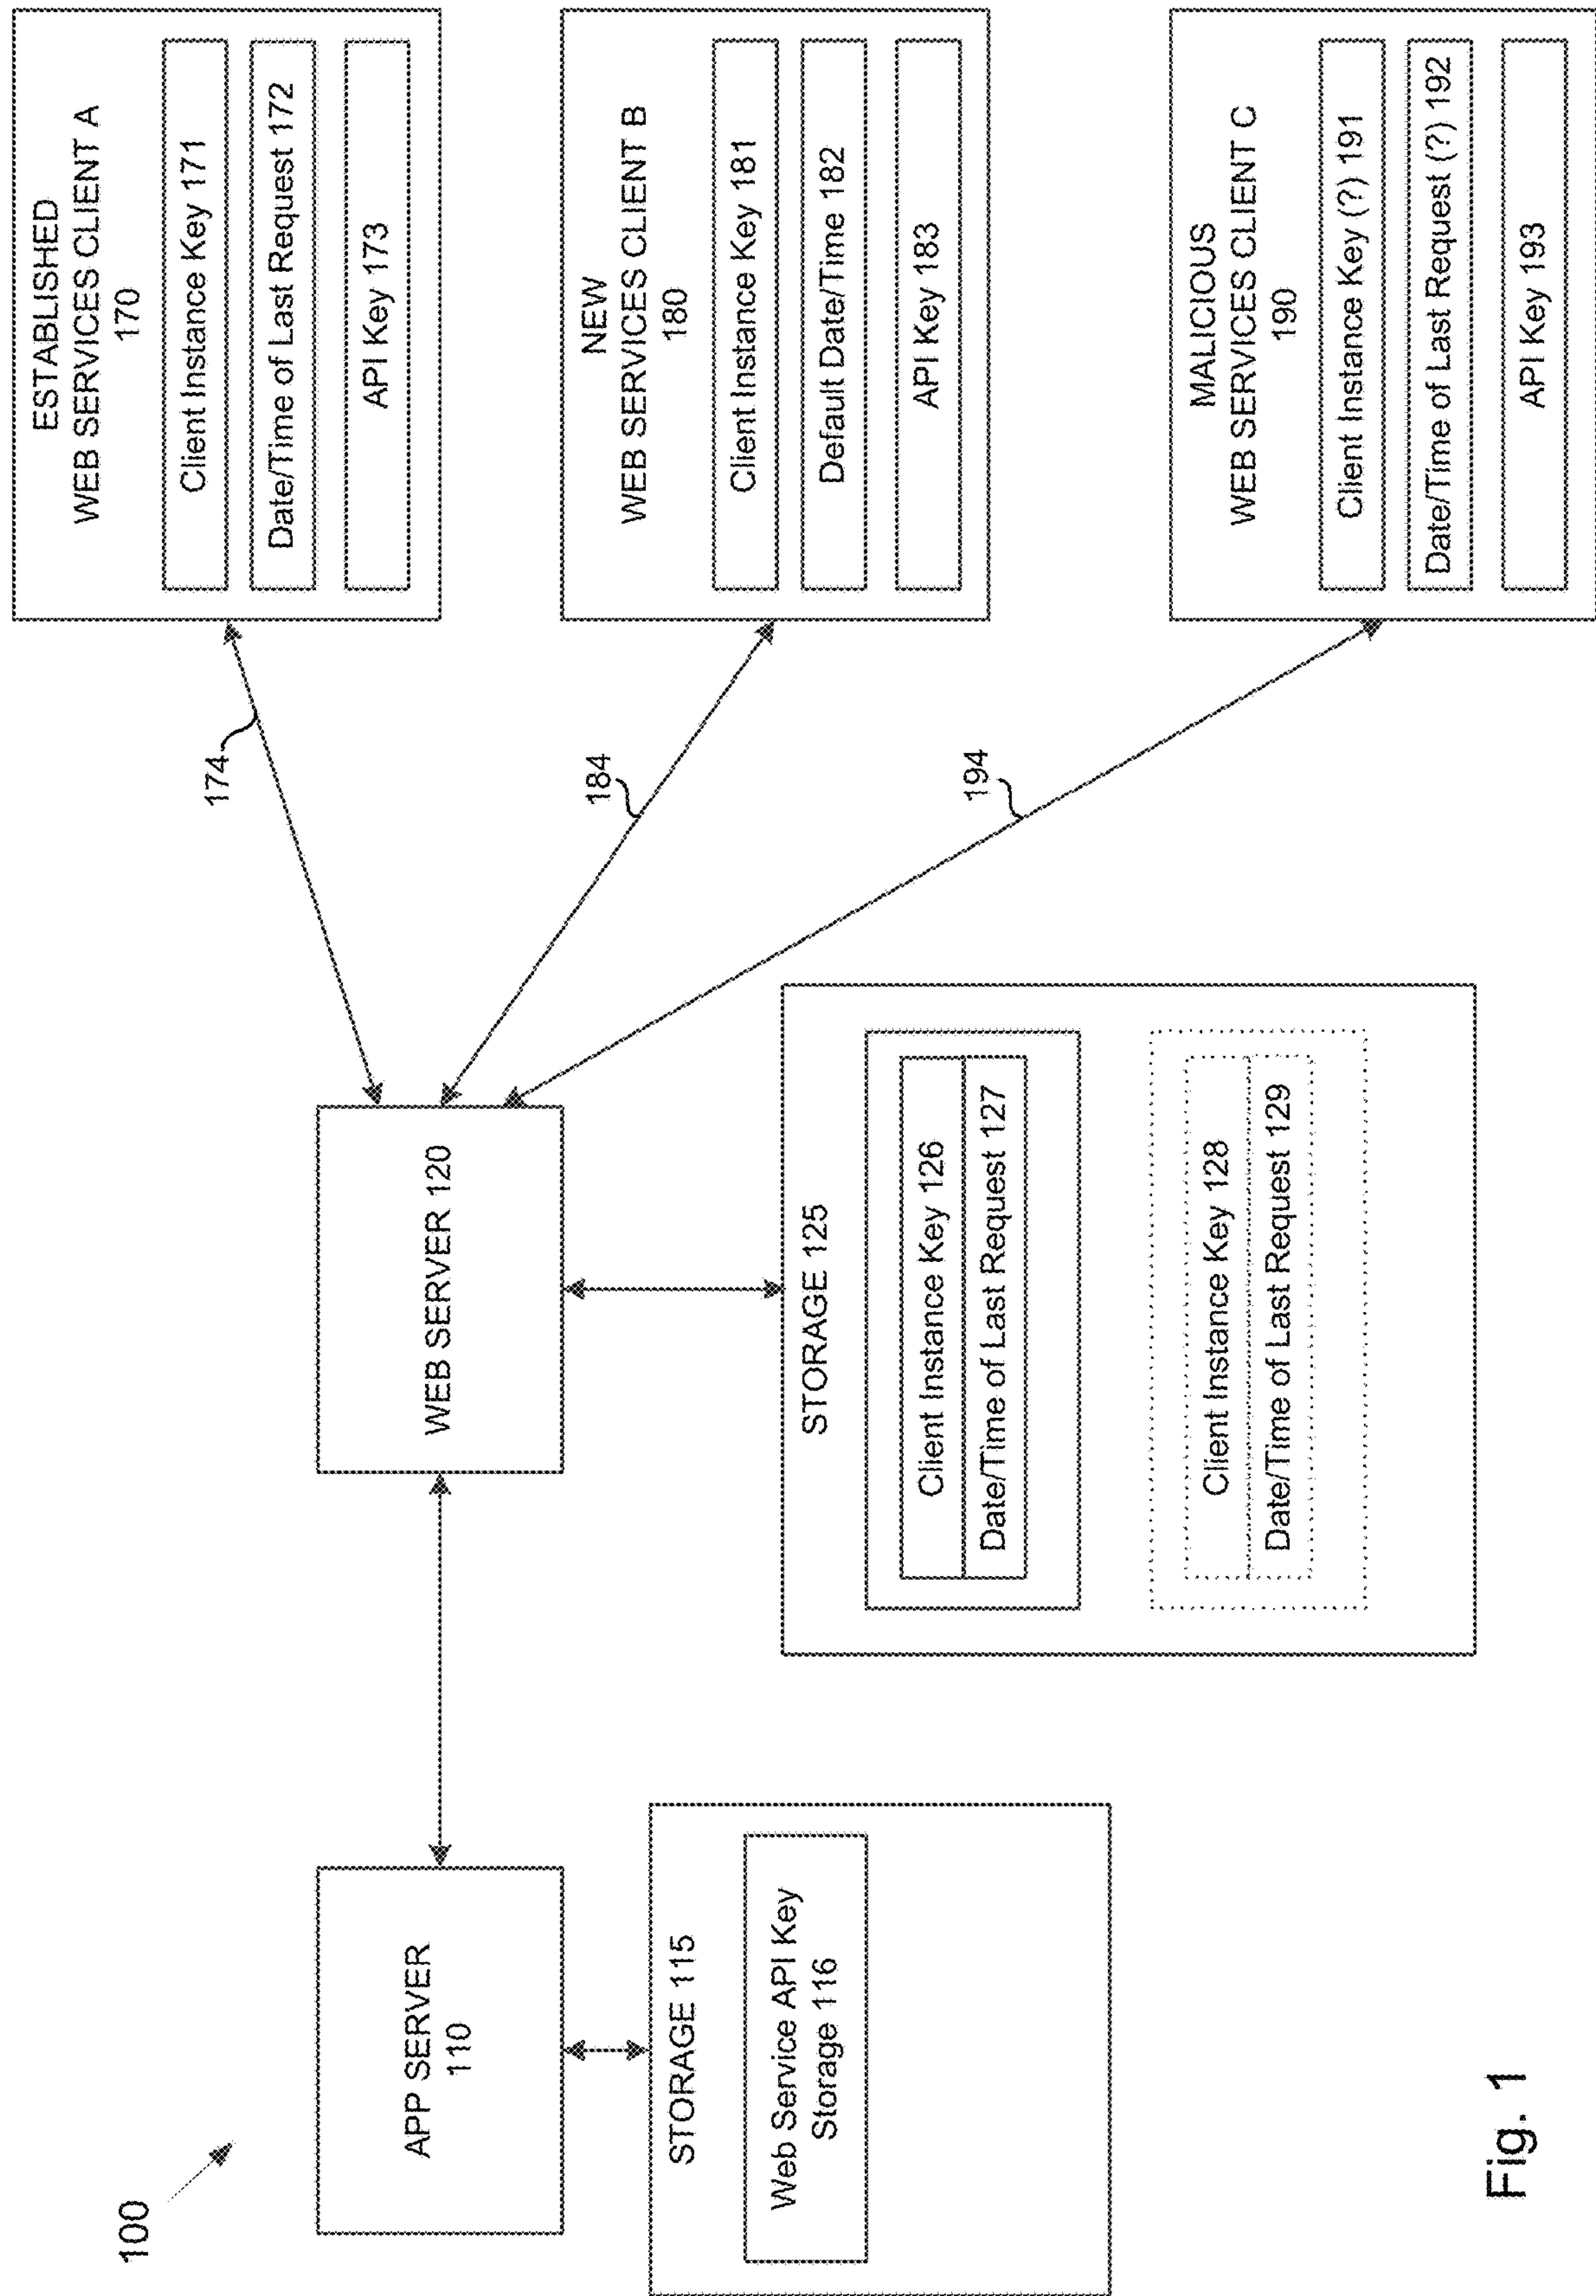 100
APP SERVER
110
STORAGE 115
Web Service API Key
Storage 116
WEB SERVER 120
STORAGE 125
Client Instance Key 126
Date/Time of Last Request 127
Client Instance Key 128
Date/Time of Last Request 129
174
184
194
ESTABLISHED
WEB SERVICES CLIENT A
170
Client Instance Key 171
Date/Time of Last Request 172
API Key 173
NEW
WEB SERVICES CLIENT B
180
Client Instance Key 181
Default Date/Time 182
API Key 183
MALICIOUS
WEB SERVICES CLIENT C
190
Client Instance Key (?) 191
Date/Time of Last Request (?) 192
API Key 193
Fig. 1